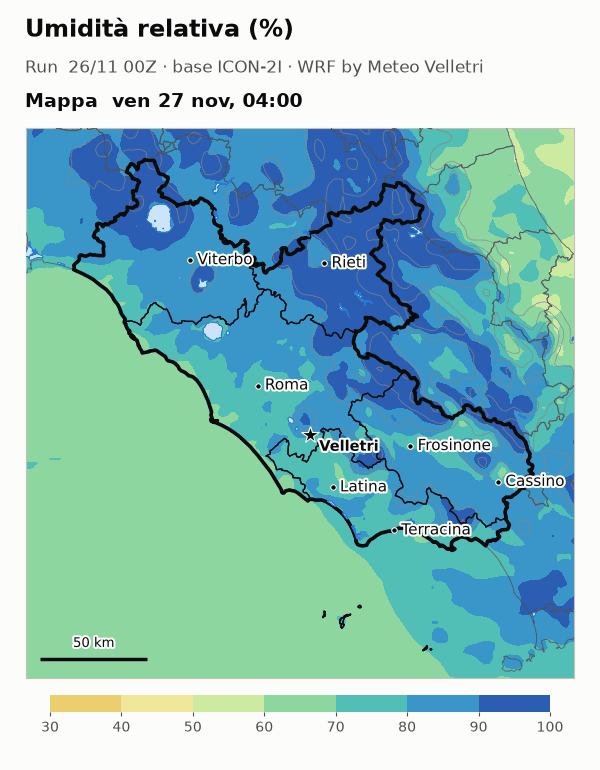 Umidità relativa (%)
Run 26/11 00Z · base ICON-2I · WRF by Meteo Velletri
Mappa ven 27 nov, 04:00
Viterbo
Rieti
Roma
Velletri
Frosinone
Latina
Cassino
Terracina
50 km
30 40 50 60 70 80 90 100